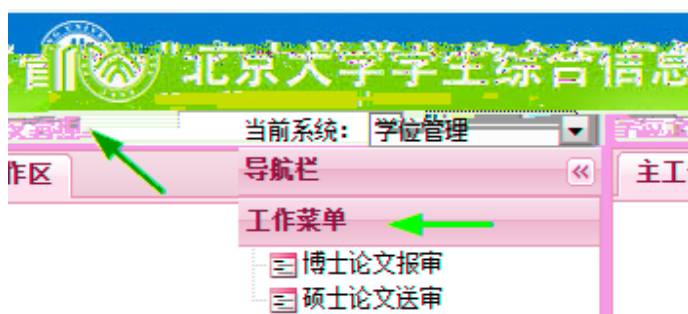 北京大学学生综合信息
当前系统： 学位管理
作区
导航栏
主工
工作菜单
博士论文报审
硕士论文送审